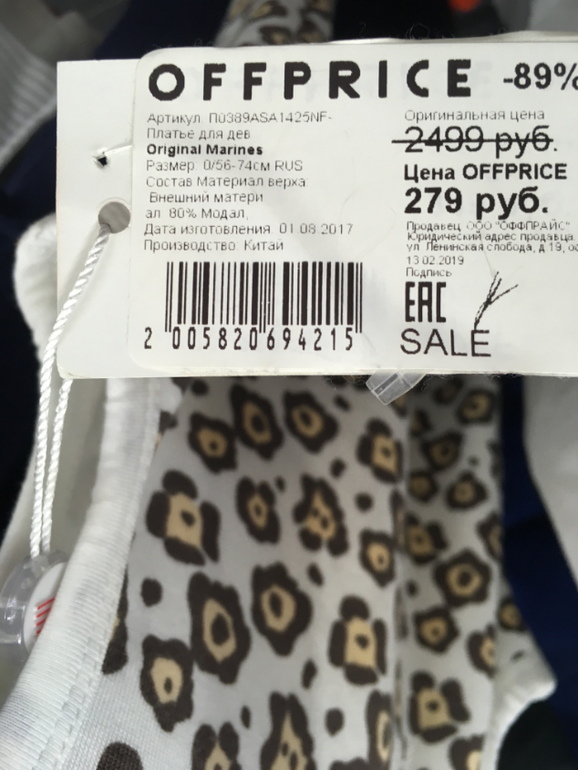 OFFPRICE -89%
Артикул. П0389ASA1425NF-
Платье для дев.
Original Marines
Размер. 0/56-74см RUS
Состав Материал верха
Внешний матери
ал 80% Модал,
Дата изготовления. 01.08.2017
Производство. Китай
2 005820 694215
Оригинальная цена
2499 руб.
Цена OFFPRICE
279 руб.
Продавец. ООО "ОФФПРАЙС"
Юридический адрес продавца
ул. Ленинская слобода, д 19, ос
13.02.2019
Подпись
EAC
SALE